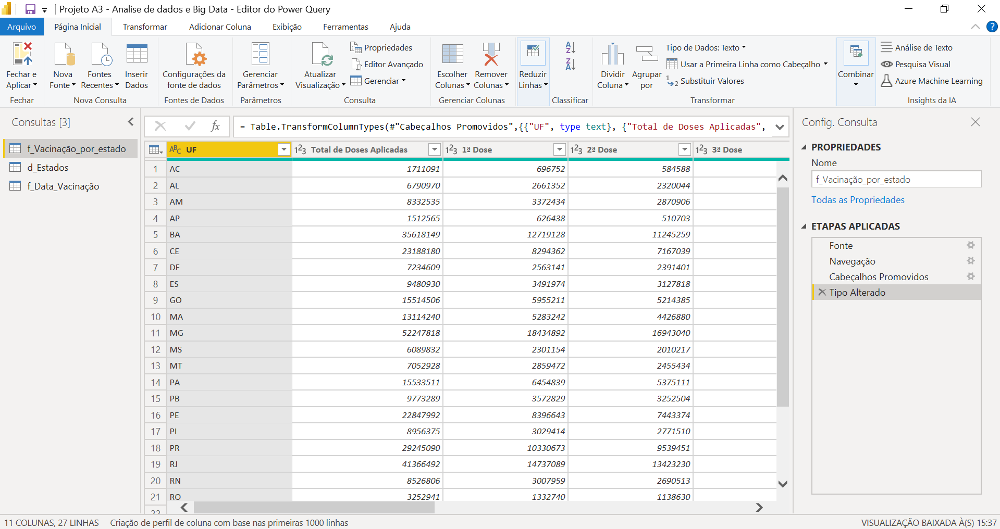 Projeto A3 - Analise de dados e Big Data - Editor do Power Query
Arquivo Página Inicial Transformar Adicionar Coluna Exibição Ferramentas Ajuda
Fechar e Aplicar
Fechar
Nova Fonte
Fontes Recentes
Inserir Dados
Nova Consulta
Configurações da fonte de dados
Fontes de Dados
Gerenciar Parâmetros
Parâmetros
Atualizar Visualização
Propriedades
Editor Avançado
Gerenciar
Consulta
Escolher Colunas
Remover Colunas
Gerenciar Colunas
Reduzir Linhas
A
Z
Z
A
Classificar
Dividir Coluna
Agrupar por
Tipo de Dados: Texto
Usar a Primeira Linha como Cabeçalho
1 2 Substituir Valores
Transformar
Combinar
Análise de Texto
Pesquisa Visual
Azure Machine Learning
Insights da IA
Consultas [3]
f_Vacinação_por_estado
d_Estados
f_Data_Vacinação
fx = Table.TransformColumnTypes(#"Cabeçalhos Promovidos",{{"UF", type text}, {"Total de Doses Aplicadas",
ABC UF 123 Total de Doses Aplicadas 123 1ª Dose 123 2ª Dose 123 3ª Dose
1 AC 1711091 696752 584588
2 AL 6790970 2661352 2320044
3 AM 8332535 3372434 2870906
4 AP 1512565 626438 510703
5 BA 35618149 12719128 11245259
6 CE 23188180 8294362 7167039
7 DF 7234609 2563141 2391401
8 ES 9480930 3491974 3127818
9 GO 15514506 5955211 5214385
10 MA 13114240 5283242 4426880
11 MG 52247818 18434892 16943040
12 MS 6089832 2301154 2010217
13 MT 7052928 2859472 2455434
14 PA 15533511 6454839 5375111
15 PB 9773289 3572829 3252504
16 PE 22847992 8396643 7443374
17 PI 8956375 3029414 2771510
18 PR 29245090 10330673 9539451
19 RJ 41366492 14737089 13423230
20 RN 8526806 3007959 2690513
21 RO 3252941 1332740 1138630
22
Config. Consulta
PROPRIEDADES
Nome
f_Vacinação_por_estado
Todas as Propriedades
ETAPAS APLICADAS
Fonte
Navegação
Cabeçalhos Promovidos
Tipo Alterado
11 COLUNAS, 27 LINHAS Criação de perfil de coluna com base nas primeiras 1000 linhas VISUALIZAÇÃO BAIXADA À(S) 15:37